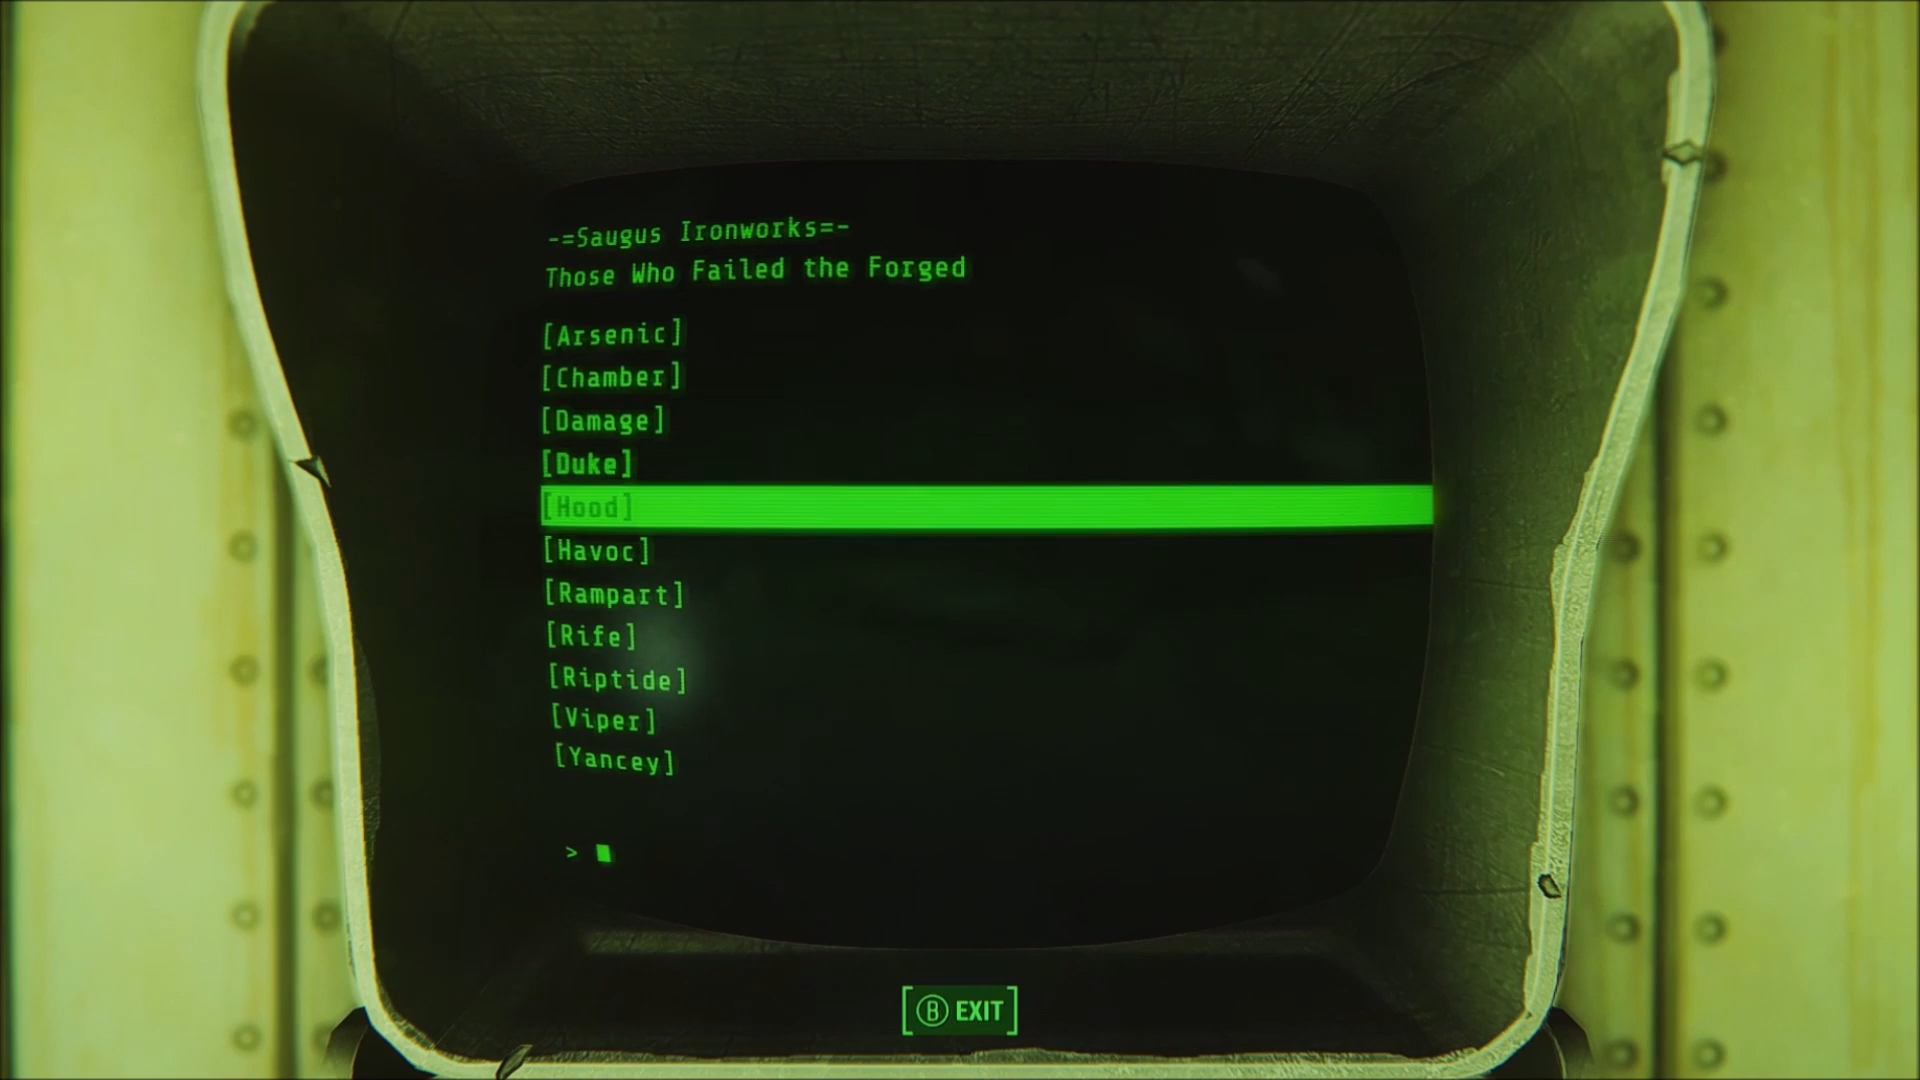 -=Saugus Ironworks=-
Those Who Failed the Forged
[Arsenic]
[Chamber]
[Damage]
[Duke]
[Hood]
[Havoc]
[Rampart]
[Rife]
[Riptide]
[Viper]
[Yancey]
>
[Ⓑ EXIT]